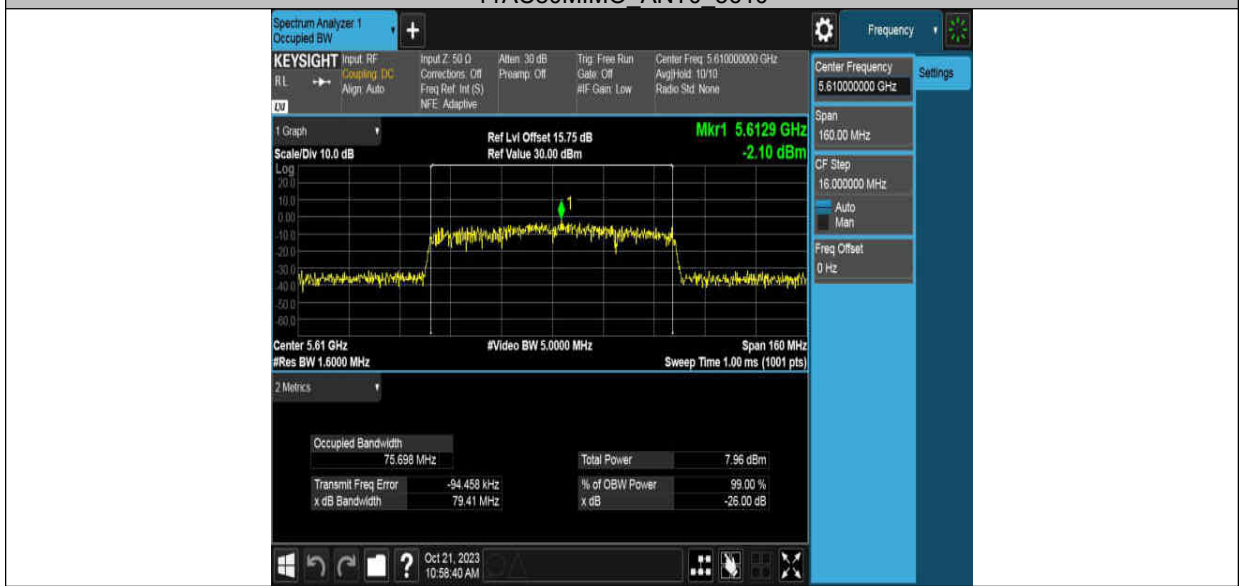 Spectrum Analyzer 1
Occupied BW
+
Frequency
KEYSIGHT
Input: RF
Coupling: DC
Align: Auto
RL
LXI
Input Z: 50 Ω
Corrections: Off
Freq Ref: Int (S)
NFE: Adaptive
Atten: 30 dB
Preamp: Off
Trig: Free Run
Gate: Off
#IF Gain: Low
Center Freq: 5.610000000 GHz
Avg|Hold: 10/10
Radio Std: None
Center Frequency
5.610000000 GHz
Settings
Span
160.00 MHz
CF Step
16.000000 MHz
Auto
Man
Freq Offset
0 Hz
1 Graph
Scale/Div 10.0 dB
Ref Lvl Offset 15.75 dB
Ref Value 30.00 dBm
Mkr1 5.6129 GHz
-2.10 dBm
Log
20.0
10.0
0.00
-10.0
-20.0
-30.0
-40.0
-50.0
-60.0
1
Center 5.61 GHz
#Res BW 1.6000 MHz
#Video BW 5.0000 MHz
Span 160 MHz
Sweep Time 1.00 ms (1001 pts)
2 Metrics
Occupied Bandwidth
75.698 MHz
Total Power 7.96 dBm
Transmit Freq Error -94.458 kHz
% of OBW Power 99.00 %
x dB Bandwidth 79.41 MHz
x dB -26.00 dB
?
Oct 21, 2023
10:58:40 AM